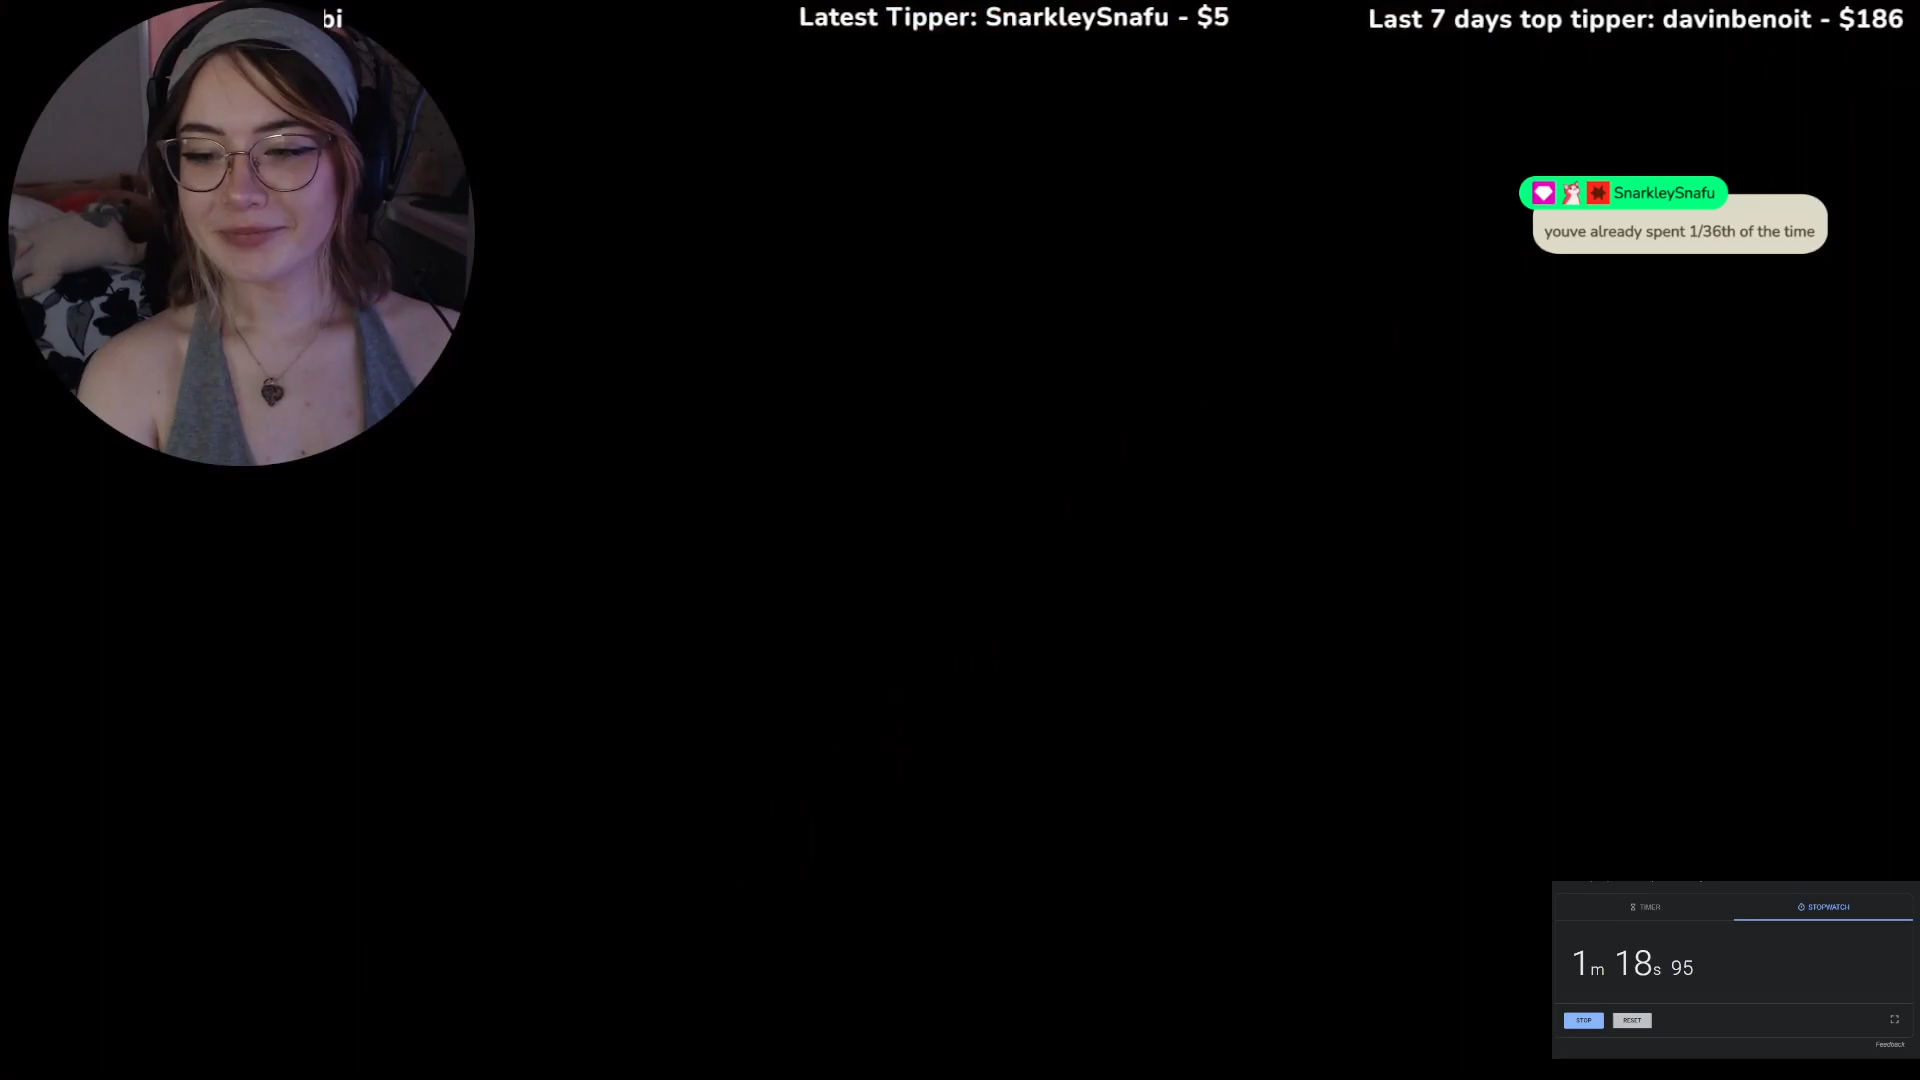 bi
Latest Tipper: SnarkleySnafu - $5
Last 7 days top tipper: davinbenoit - $186
SnarkleySnafu
youve already spent 1/36th of the time
TIMER
STOPWATCH
1m 18s 95
STOP
RESET
Feedback